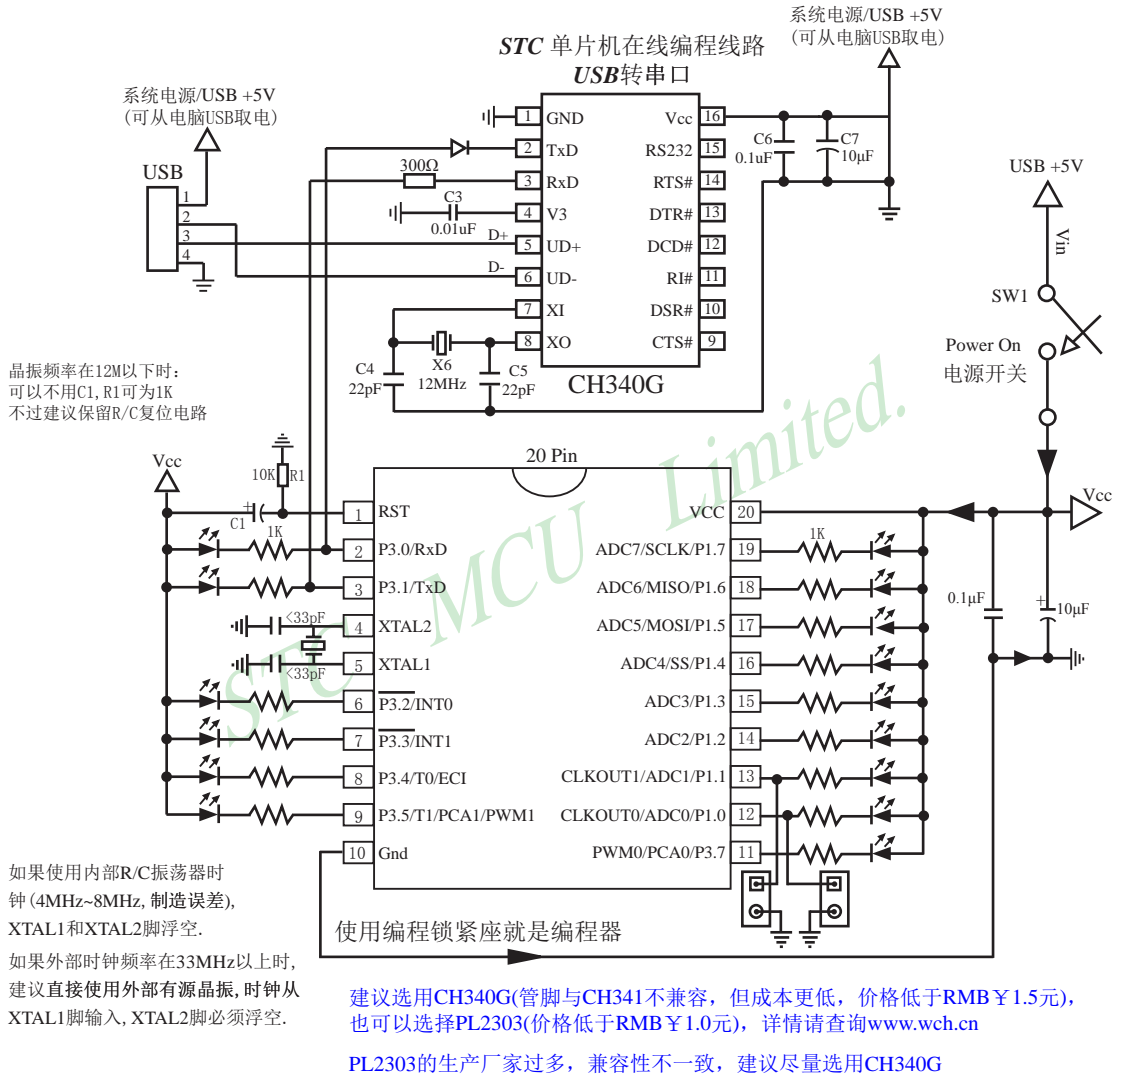 系统电源/USB +5V
(可从电脑USB取电)
STC 单片机在线编程线路
USB转串口
系统电源/USB +5V
(可从电脑USB取电)
USB
1
2
3
4
1 GND
2 TxD
3 RxD
4 V3
5 UD+
6 UD-
7 XI
8 XO
Vcc 16
RS232 15
RTS# 14
DTR# 13
DCD# 12
RI# 11
DSR# 10
CTS# 9
CH340G
300Ω
C3
0.01uF
D+
D-
C4
22pF
X6
12MHz
C5
22pF
C6
0.1uF
C7
10μF
USB +5V
Vin
SW1
Power On
电源开关
晶振频率在12M以下时:
可以不用C1,R1可为1K
不过建议保留R/C复位电路
Vcc
10K
R1
+
C1
1K
<33pF
<33pF
20 Pin
1 RST
2 P3.0/RxD
3 P3.1/TxD
4 XTAL2
5 XTAL1
6 P3.2/INT0
7 P3.3/INT1
8 P3.4/T0/ECI
9 P3.5/T1/PCA1/PWM1
10 Gnd
VCC 20
ADC7/SCLK/P1.7 19
ADC6/MISO/P1.6 18
ADC5/MOSI/P1.5 17
ADC4/SS/P1.4 16
ADC3/P1.3 15
ADC2/P1.2 14
CLKOUT1/ADC1/P1.1 13
CLKOUT0/ADC0/P1.0 12
PWM0/PCA0/P3.7 11
1K
Vcc
0.1μF
+
10μF
STC MCU Limited.
如果使用内部R/C振荡器时
钟(4MHz~8MHz,制造误差),
XTAL1和XTAL2脚浮空.
如果外部时钟频率在33MHz以上时,
建议直接使用外部有源晶振,时钟从
XTAL1脚输入,XTAL2脚必须浮空.
使用编程锁紧座就是编程器
建议选用CH340G(管脚与CH341不兼容，但成本更低，价格低于RMB￥1.5元)，
也可以选择PL2303(价格低于RMB￥1.0元)，详情请查询www.wch.cn
PL2303的生产厂家过多，兼容性不一致，建议尽量选用CH340G